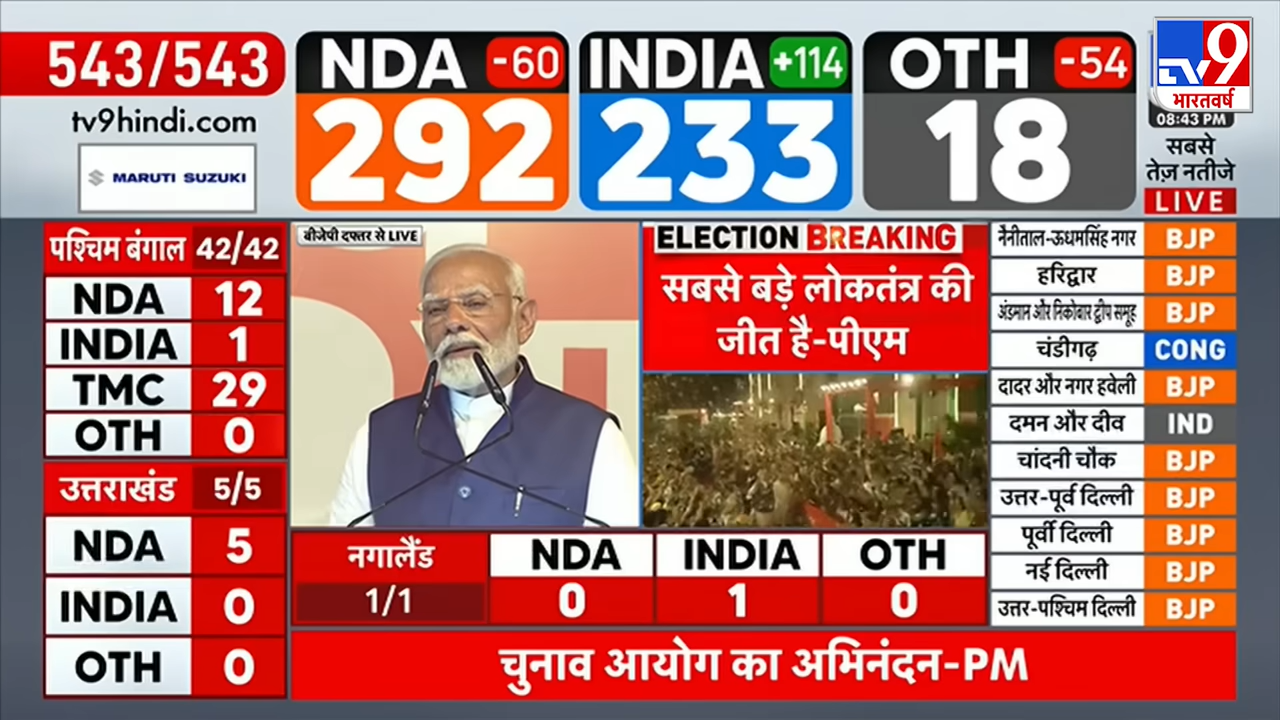 543/543
tv9hindi.com
MARUTI SUZUKI
NDA -60
292
INDIA +114
233
OTH -54
18
TV9
भारतवर्ष
08:43 PM
सबसे
तेज़ नतीजे
LIVE
पश्चिम बंगाल 42/42
NDA 12
INDIA 1
TMC 29
OTH 0
उत्तराखंड 5/5
NDA 5
INDIA 0
OTH 0
बीजेपी दफ्तर से LIVE
ELECTION BREAKING
सबसे बड़े लोकतंत्र की
जीत है-पीएम
नगालैंड NDA INDIA OTH
1/1 0 1 0
नैनीताल-ऊधमसिंह नगर BJP
हरिद्वार BJP
अंडमान और निकोबार द्वीप समूह BJP
चंडीगढ़ CONG
दादर और नगर हवेली BJP
दमन और दीव IND
चांदनी चौक BJP
उत्तर-पूर्व दिल्ली BJP
पूर्वी दिल्ली BJP
नई दिल्ली BJP
उत्तर-पश्चिम दिल्ली BJP
चुनाव आयोग का अभिनंदन-PM